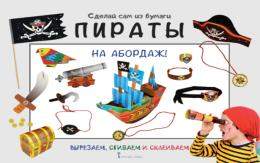 Сделай сам из бумаги
ПИРАТЫ
НА АБОРДАЖ!
ВЫРЕЗАЕМ, СГИБАЕМ И СКЛЕИВАЕМ